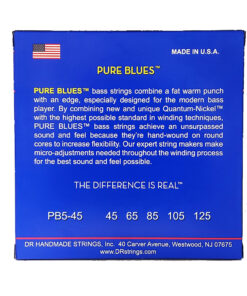 MADE IN U.S.A.
PURE BLUES™
PURE BLUES™ bass strings combine a fat warm punch
with an edge, especially designed for the modern bass
player. By combining new and unique Quantum-Nickel™
with the highest possible standard in winding techniques,
PURE BLUES™ bass strings achieve an unsurpassed
sound and feel because they're hand-wound on round
cores to increase flexibility. Our expert string makers make
micro-adjustments needed throughout the winding process
for the best sound and feel possible.
THE DIFFERENCE IS REAL™
PB5-45 45 65 85 105 125
DR HANDMADE STRINGS, Inc. 40 Carver Avenue, Westwood, NJ 07675
www.DRstrings.com